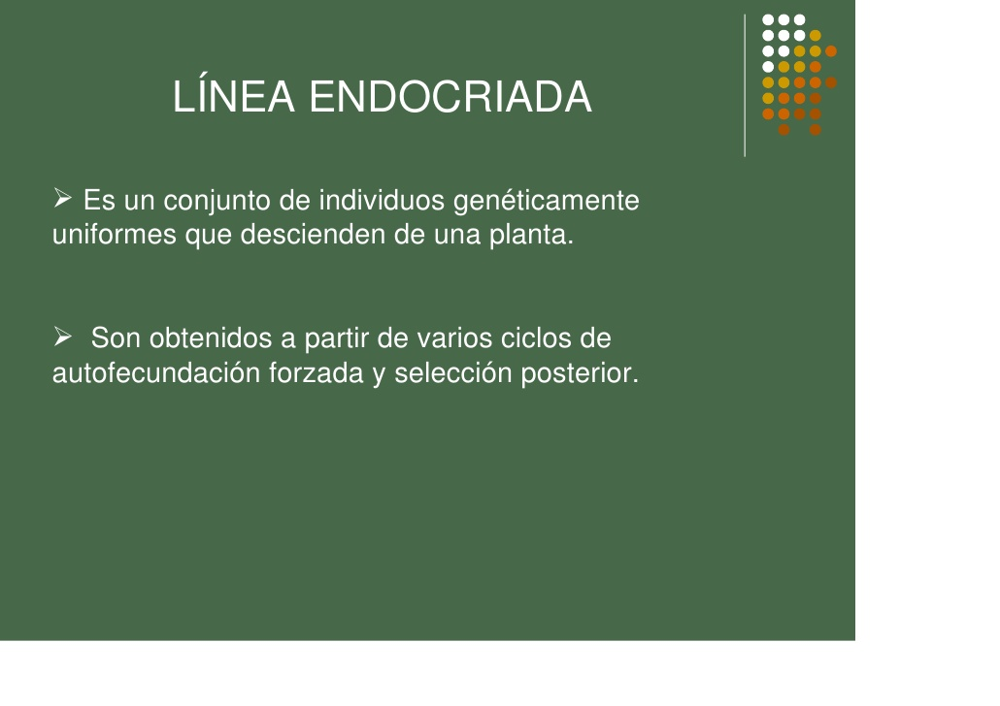 LÍNEA ENDOCRIADA
➢ Es un conjunto de individuos genéticamente
uniformes que descienden de una planta.
➢ Son obtenidos a partir de varios ciclos de
autofecundación forzada y selección posterior.